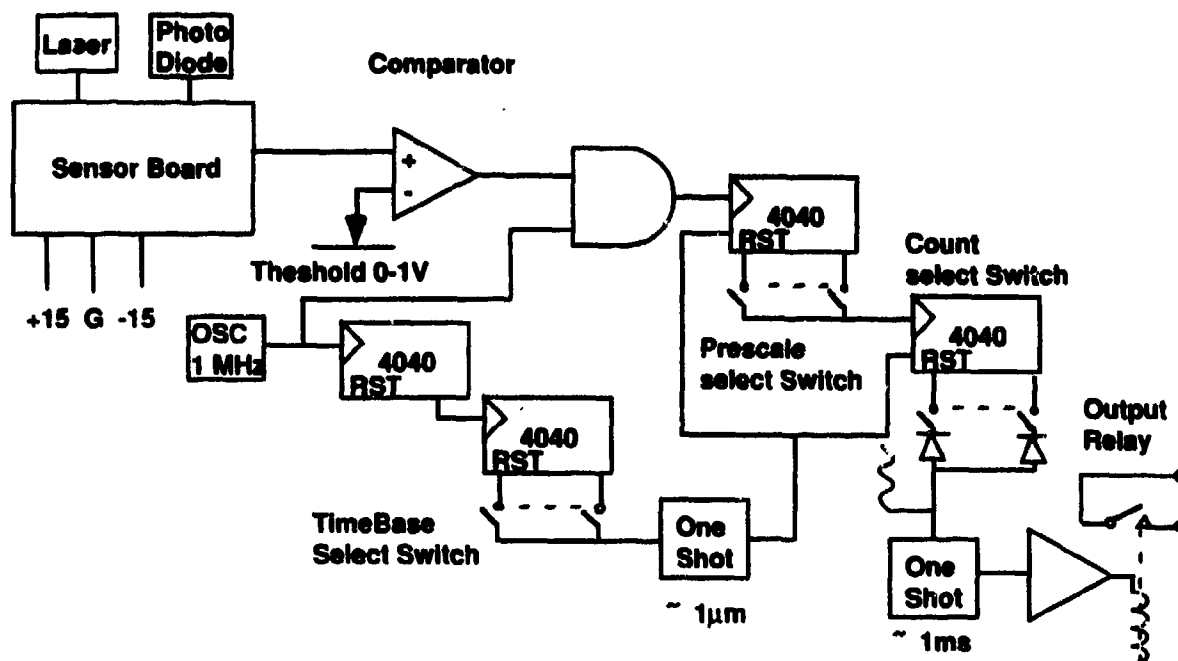 Laser
Photo
Diode
Comparator
Sensor Board
+
-
Theshold 0-1V
+15 G -15
OSC
1 MHz
4040
RST
4040
RST
TimeBase
Select Switch
One
Shot
~ 1µm
4040
RST
Prescale
select Switch
Count
select Switch
4040
RST
Output
Relay
One
Shot
~ 1ms